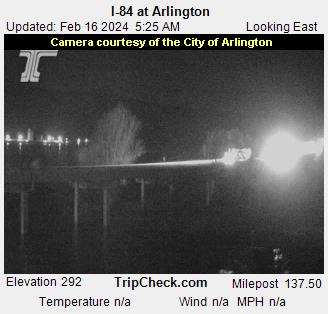 I-84 at Arlington
Updated: Feb 16 2024 5:25 AM Looking East
Camera courtesy of the City of Arlington
Elevation 292 TripCheck.com Milepost 137.50
Temperature n/a Wind n/a MPH n/a